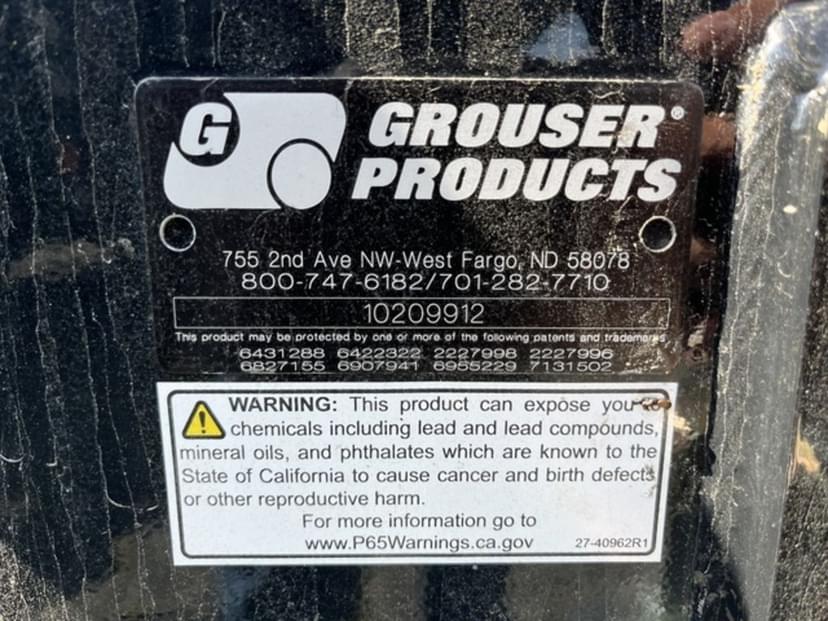 G
GROUSER®
PRODUCTS
755 2nd Ave NW-West Fargo, ND 58078
800-747-6182/701-282-7710
10209912
This product may be protected by one or more of the following patents and trademarks
6431288 6422322 2227998 2227996
6827155 6907941 6955229 7131502
WARNING: This product can expose you to
chemicals including lead and lead compounds,
mineral oils, and phthalates which are known to the
State of California to cause cancer and birth defects
or other reproductive harm.
For more information go to
www.P65Warnings.ca.gov
27-40962R1